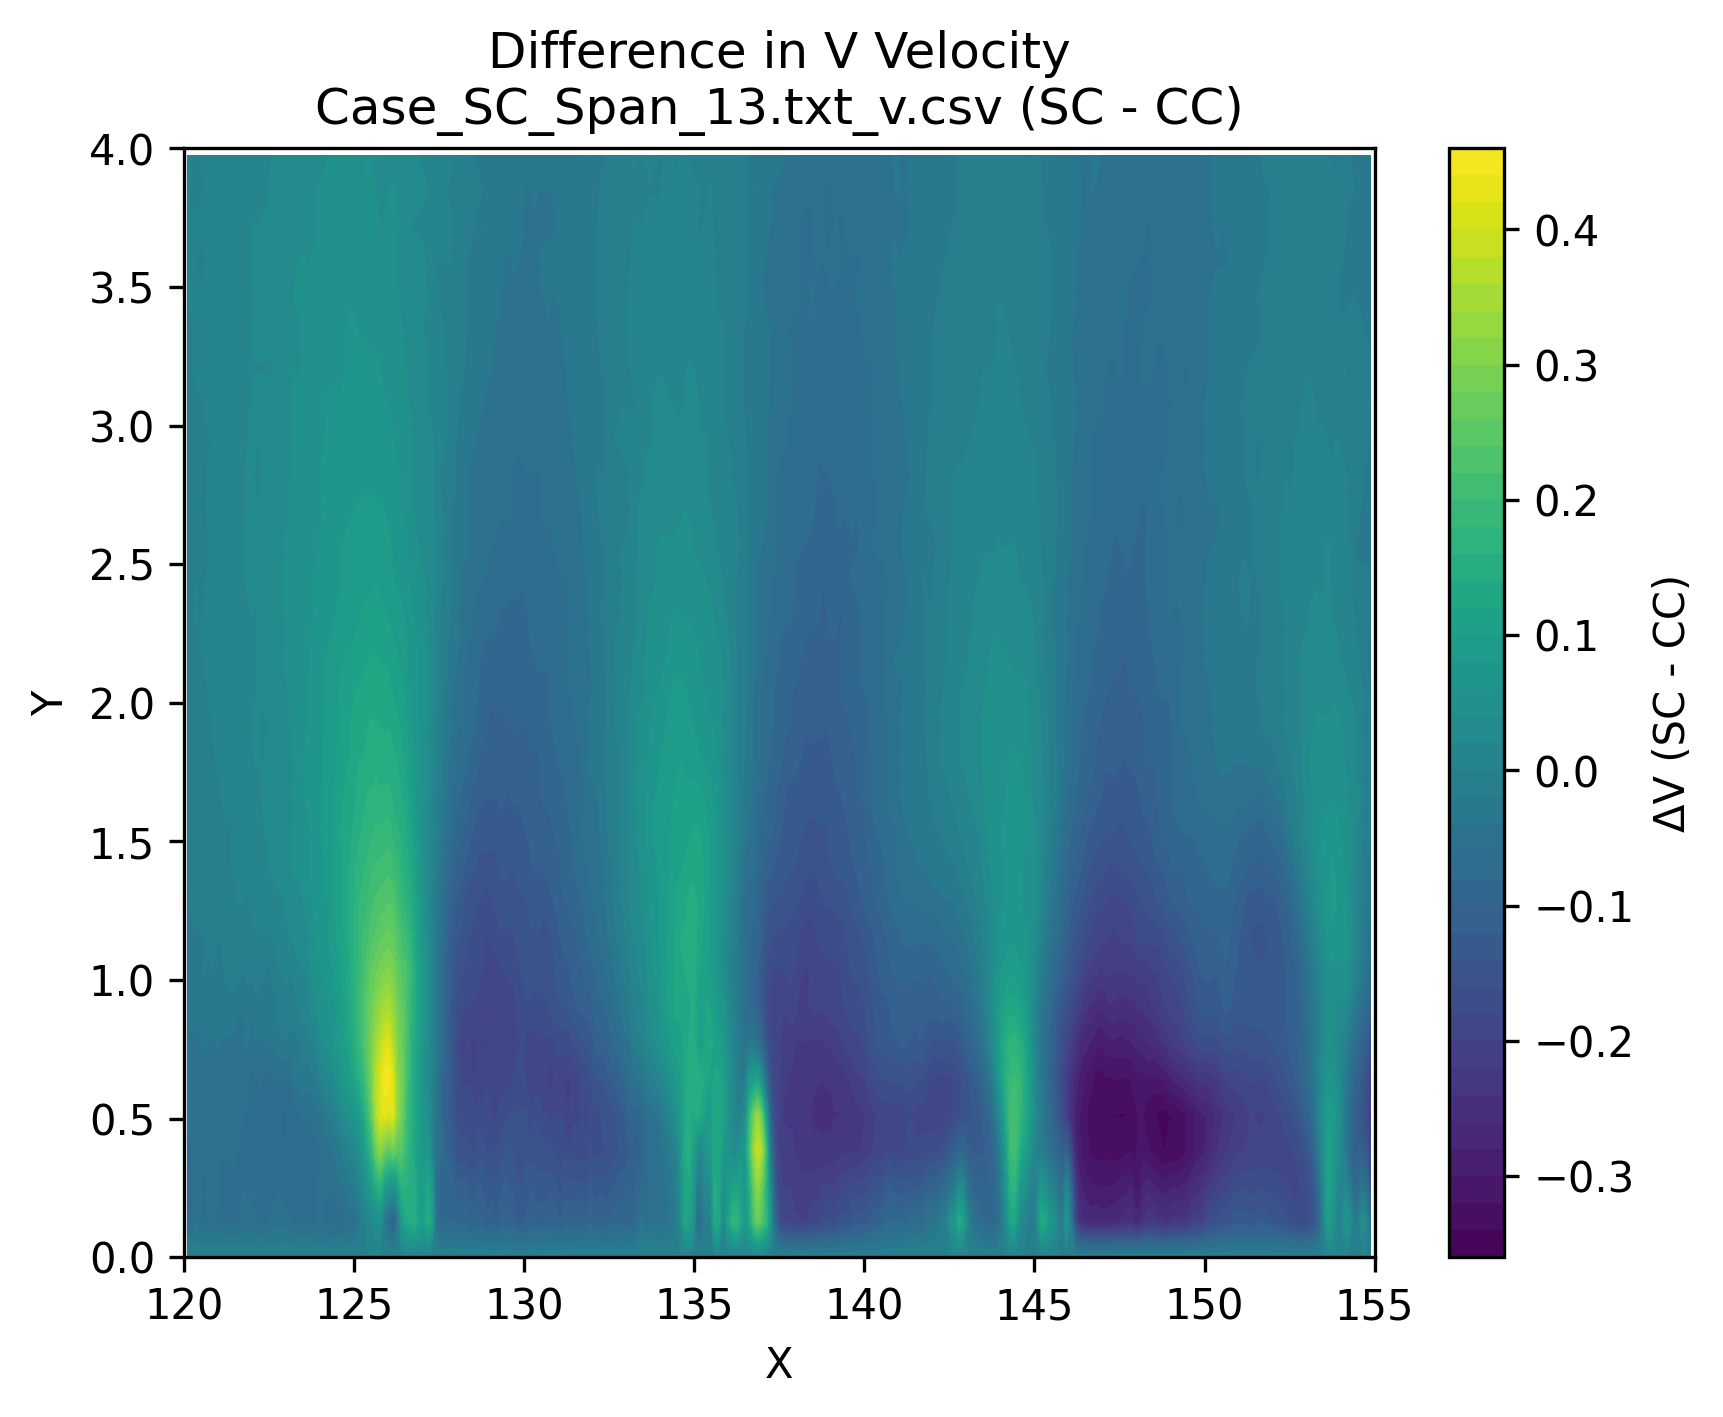 Difference in V Velocity
Case_SC_Span_13.txt_v.csv (SC - CC)
4.0
3.5
3.0
2.5
2.0
1.5
1.0
0.5
0.0
Y
120 125 130 135 140 145 150 155
X
0.4
0.3
0.2
0.1
0.0
−0.1
−0.2
−0.3
ΔV (SC - CC)